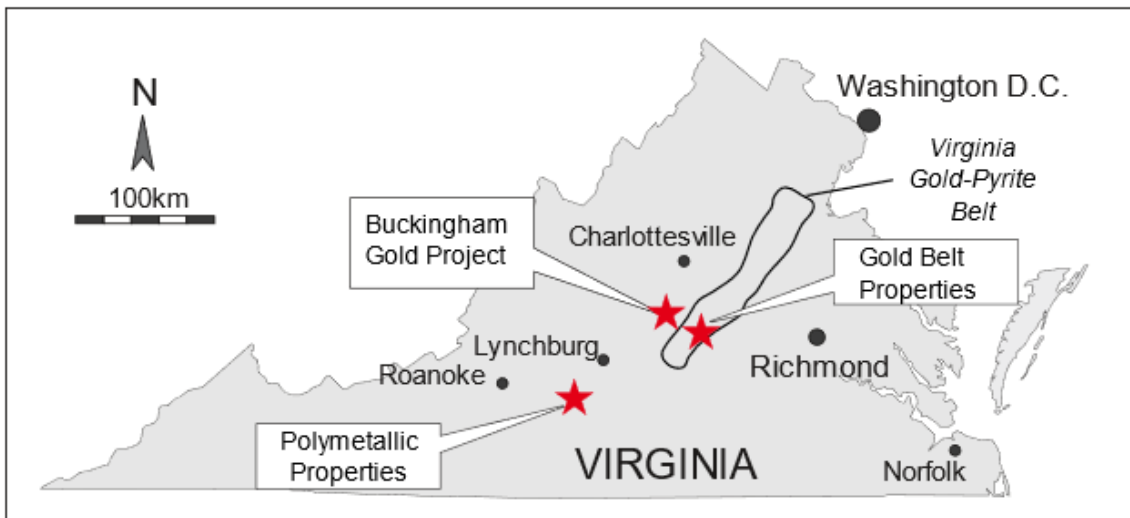 N
100km
Washington D.C.
Virginia
Gold-Pyrite
Belt
Buckingham
Gold Project
Charlottesville
Gold Belt
Properties
Lynchburg
Roanoke
Richmond
Polymetallic
Properties
VIRGINIA
Norfolk